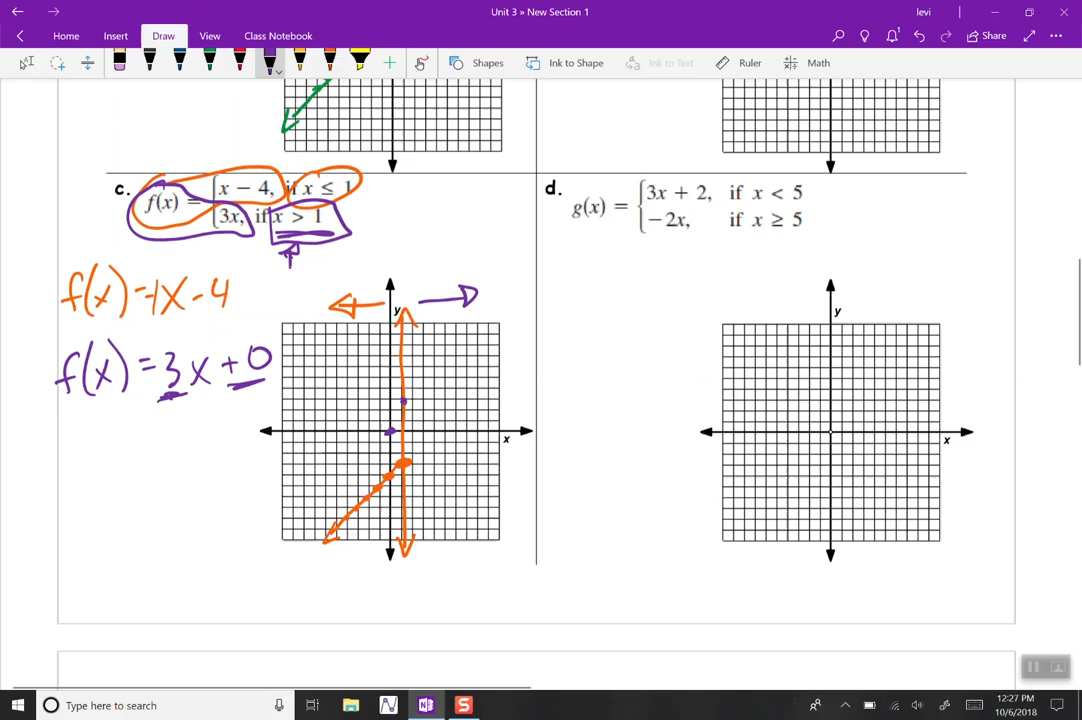 Unit 3 » New Section 1
levi
Home Insert Draw View Class Notebook
Share
Shapes Ink to Shape Ink to Text Ruler Math
c. f(x) = { x − 4, if x ≤ 1
3x, if x > 1
d. g(x) = { 3x + 2, if x < 5
−2x, if x ≥ 5
f(x) = 1x - 4
f(x) = 3x + 0
y
x
y
x
Type here to search
12:27 PM
10/6/2018